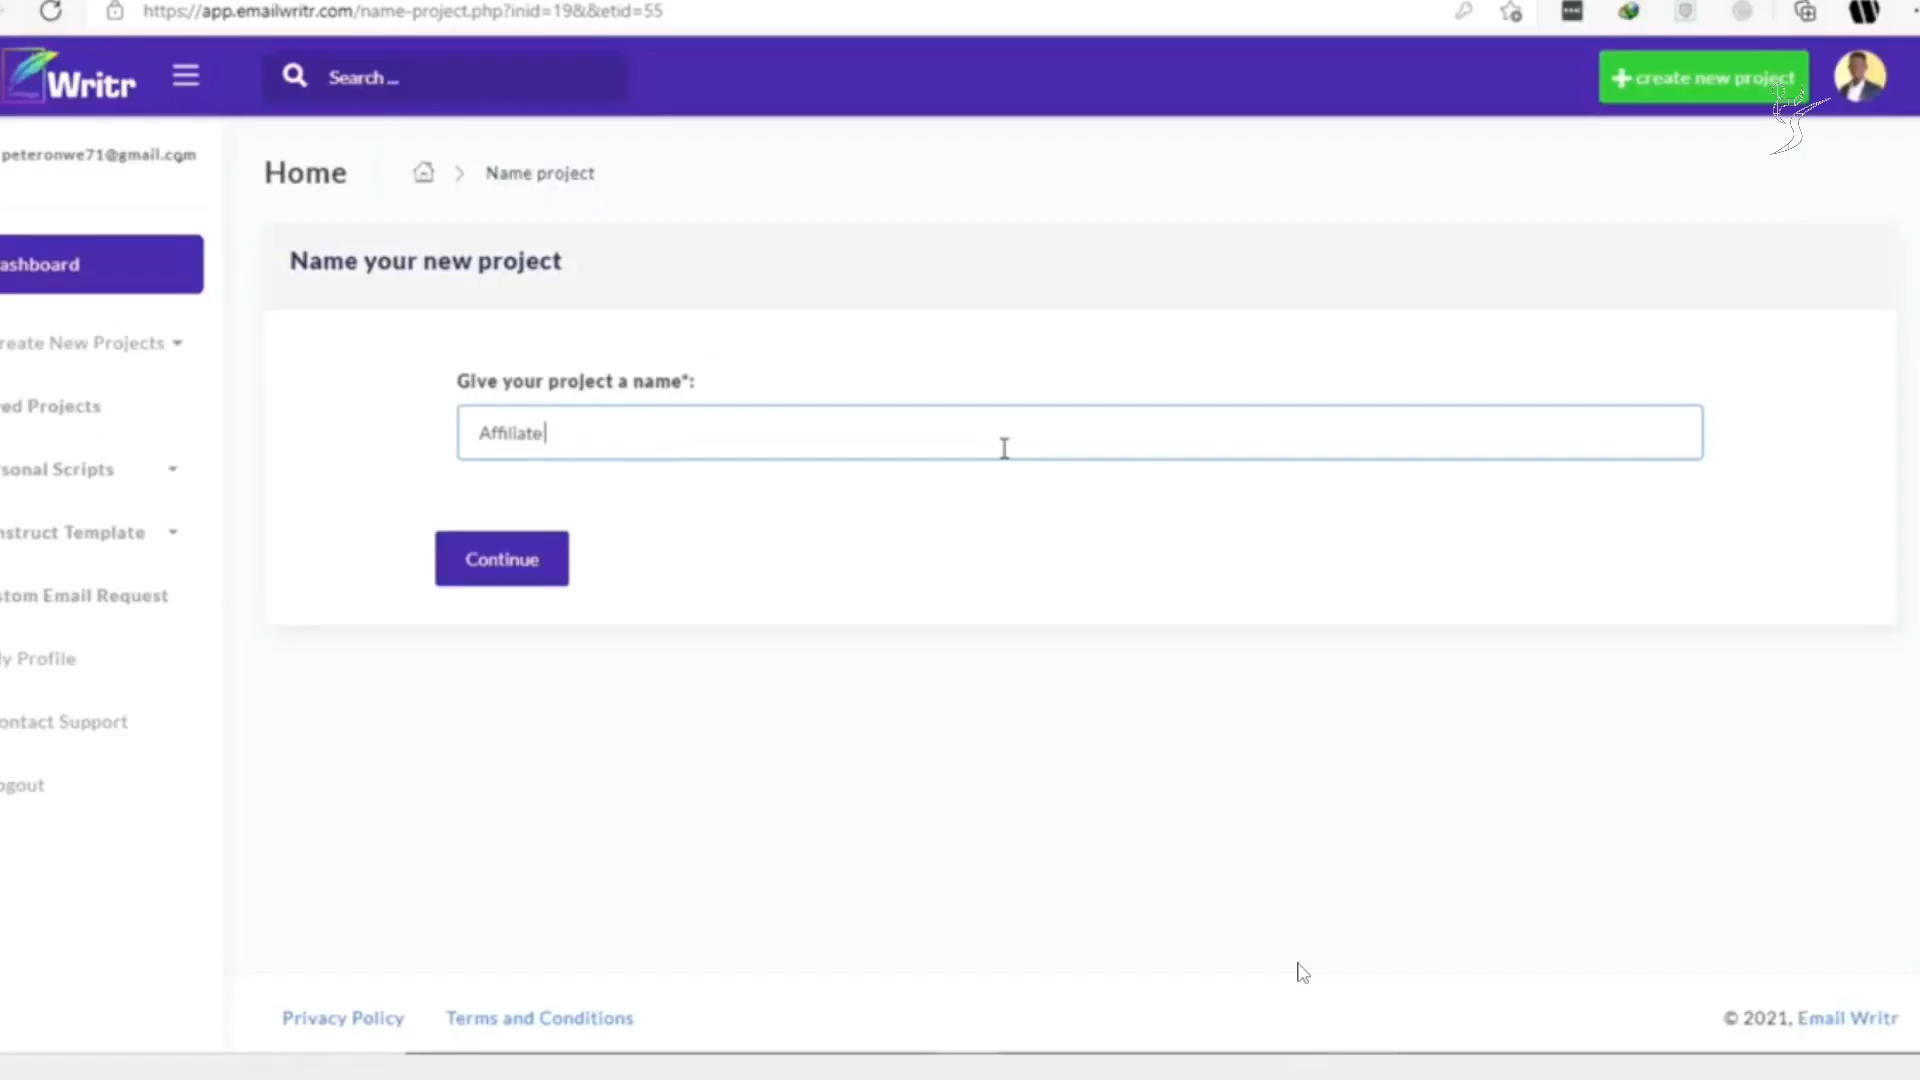 https://app.emailwritr.com/name-project.php?inid=19&&etid=55
Writr
Search ...
create new project
peteronwe71@gmail.com
Home
Name project
ashboard
Name your new project
reate New Projects
Give your project a name*:
ed Projects
Affiliate
sonal Scripts
nstruct Template
Continue
stom Email Request
y Profile
ontact Support
ogout
Privacy Policy
Terms and Conditions
© 2021, Email Writr